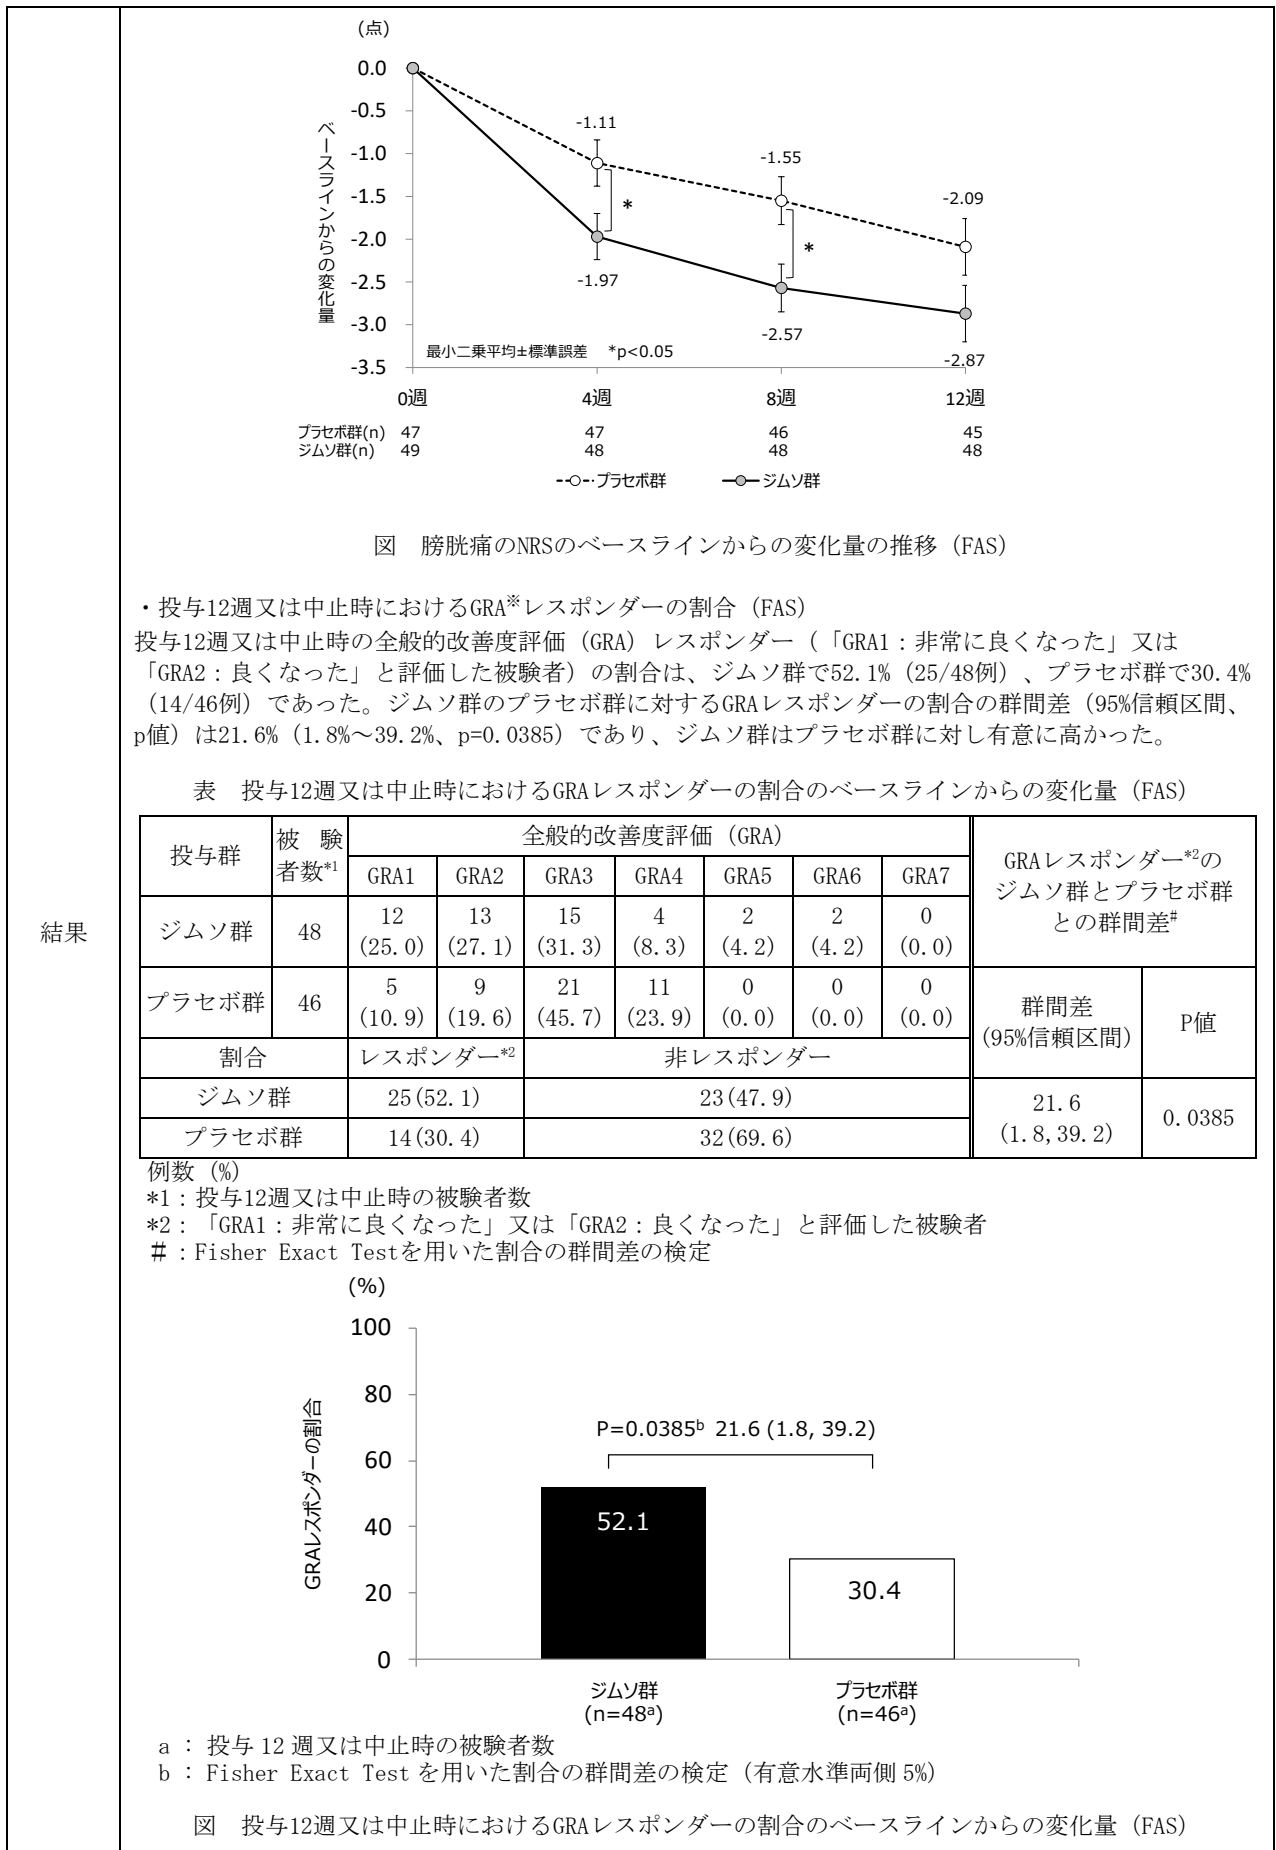 結果
(点)
0.0
-0.5
-1.0
-1.5
-2.0
-2.5
-3.0
-3.5
ベースラインからの変化量
-1.11
-1.55
-2.09
*
*
-1.97
-2.57
-2.87
最小二乗平均±標準誤差 *p<0.05
0週 4週 8週 12週
プラセボ群(n) 47 47 46 45
ジムソ群(n) 49 48 48 48
プラセボ群 ジムソ群
図 膀胱痛のNRSのベースラインからの変化量の推移（FAS）
・投与12週又は中止時におけるGRA※レスポンダーの割合（FAS）
投与12週又は中止時の全般的改善度評価（GRA）レスポンダー（「GRA1：非常に良くなった」又は
「GRA2：良くなった」と評価した被験者）の割合は、ジムソ群で52.1%（25/48例）、プラセボ群で30.4%
（14/46例）であった。ジムソ群のプラセボ群に対するGRAレスポンダーの割合の群間差（95%信頼区間、
p値）は21.6%（1.8%～39.2%、p=0.0385）であり、ジムソ群はプラセボ群に対し有意に高かった。
表 投与12週又は中止時におけるGRAレスポンダーの割合のベースラインからの変化量（FAS）
投与群 被験 全般的改善度評価（GRA） GRAレスポンダー*2の
者数*1 GRA1 GRA2 GRA3 GRA4 GRA5 GRA6 GRA7 ジムソ群とプラセボ群
との群間差#
ジムソ群 48 12 13 15 4 2 2 0
(25.0) (27.1) (31.3) (8.3) (4.2) (4.2) (0.0)
プラセボ群 46 5 9 21 11 0 0 0
(10.9) (19.6) (45.7) (23.9) (0.0) (0.0) (0.0)
群間差 P値
(95%信頼区間)
割合 レスポンダー*2 非レスポンダー
ジムソ群 25(52.1) 23(47.9)
プラセボ群 14(30.4) 32(69.6)
21.6 0.0385
(1.8,39.2)
例数（%）
*1：投与12週又は中止時の被験者数
*2：「GRA1：非常に良くなった」又は「GRA2：良くなった」と評価した被験者
＃：Fisher Exact Testを用いた割合の群間差の検定
(%)
100
80
60
40
20
0
GRAレスポンダーの割合
P=0.0385b 21.6 (1.8, 39.2)
52.1
30.4
ジムソ群 プラセボ群
(n=48a) (n=46a)
a ： 投与 12 週又は中止時の被験者数
b ： Fisher Exact Test を用いた割合の群間差の検定（有意水準両側 5%）
図 投与12週又は中止時におけるGRAレスポンダーの割合のベースラインからの変化量（FAS）